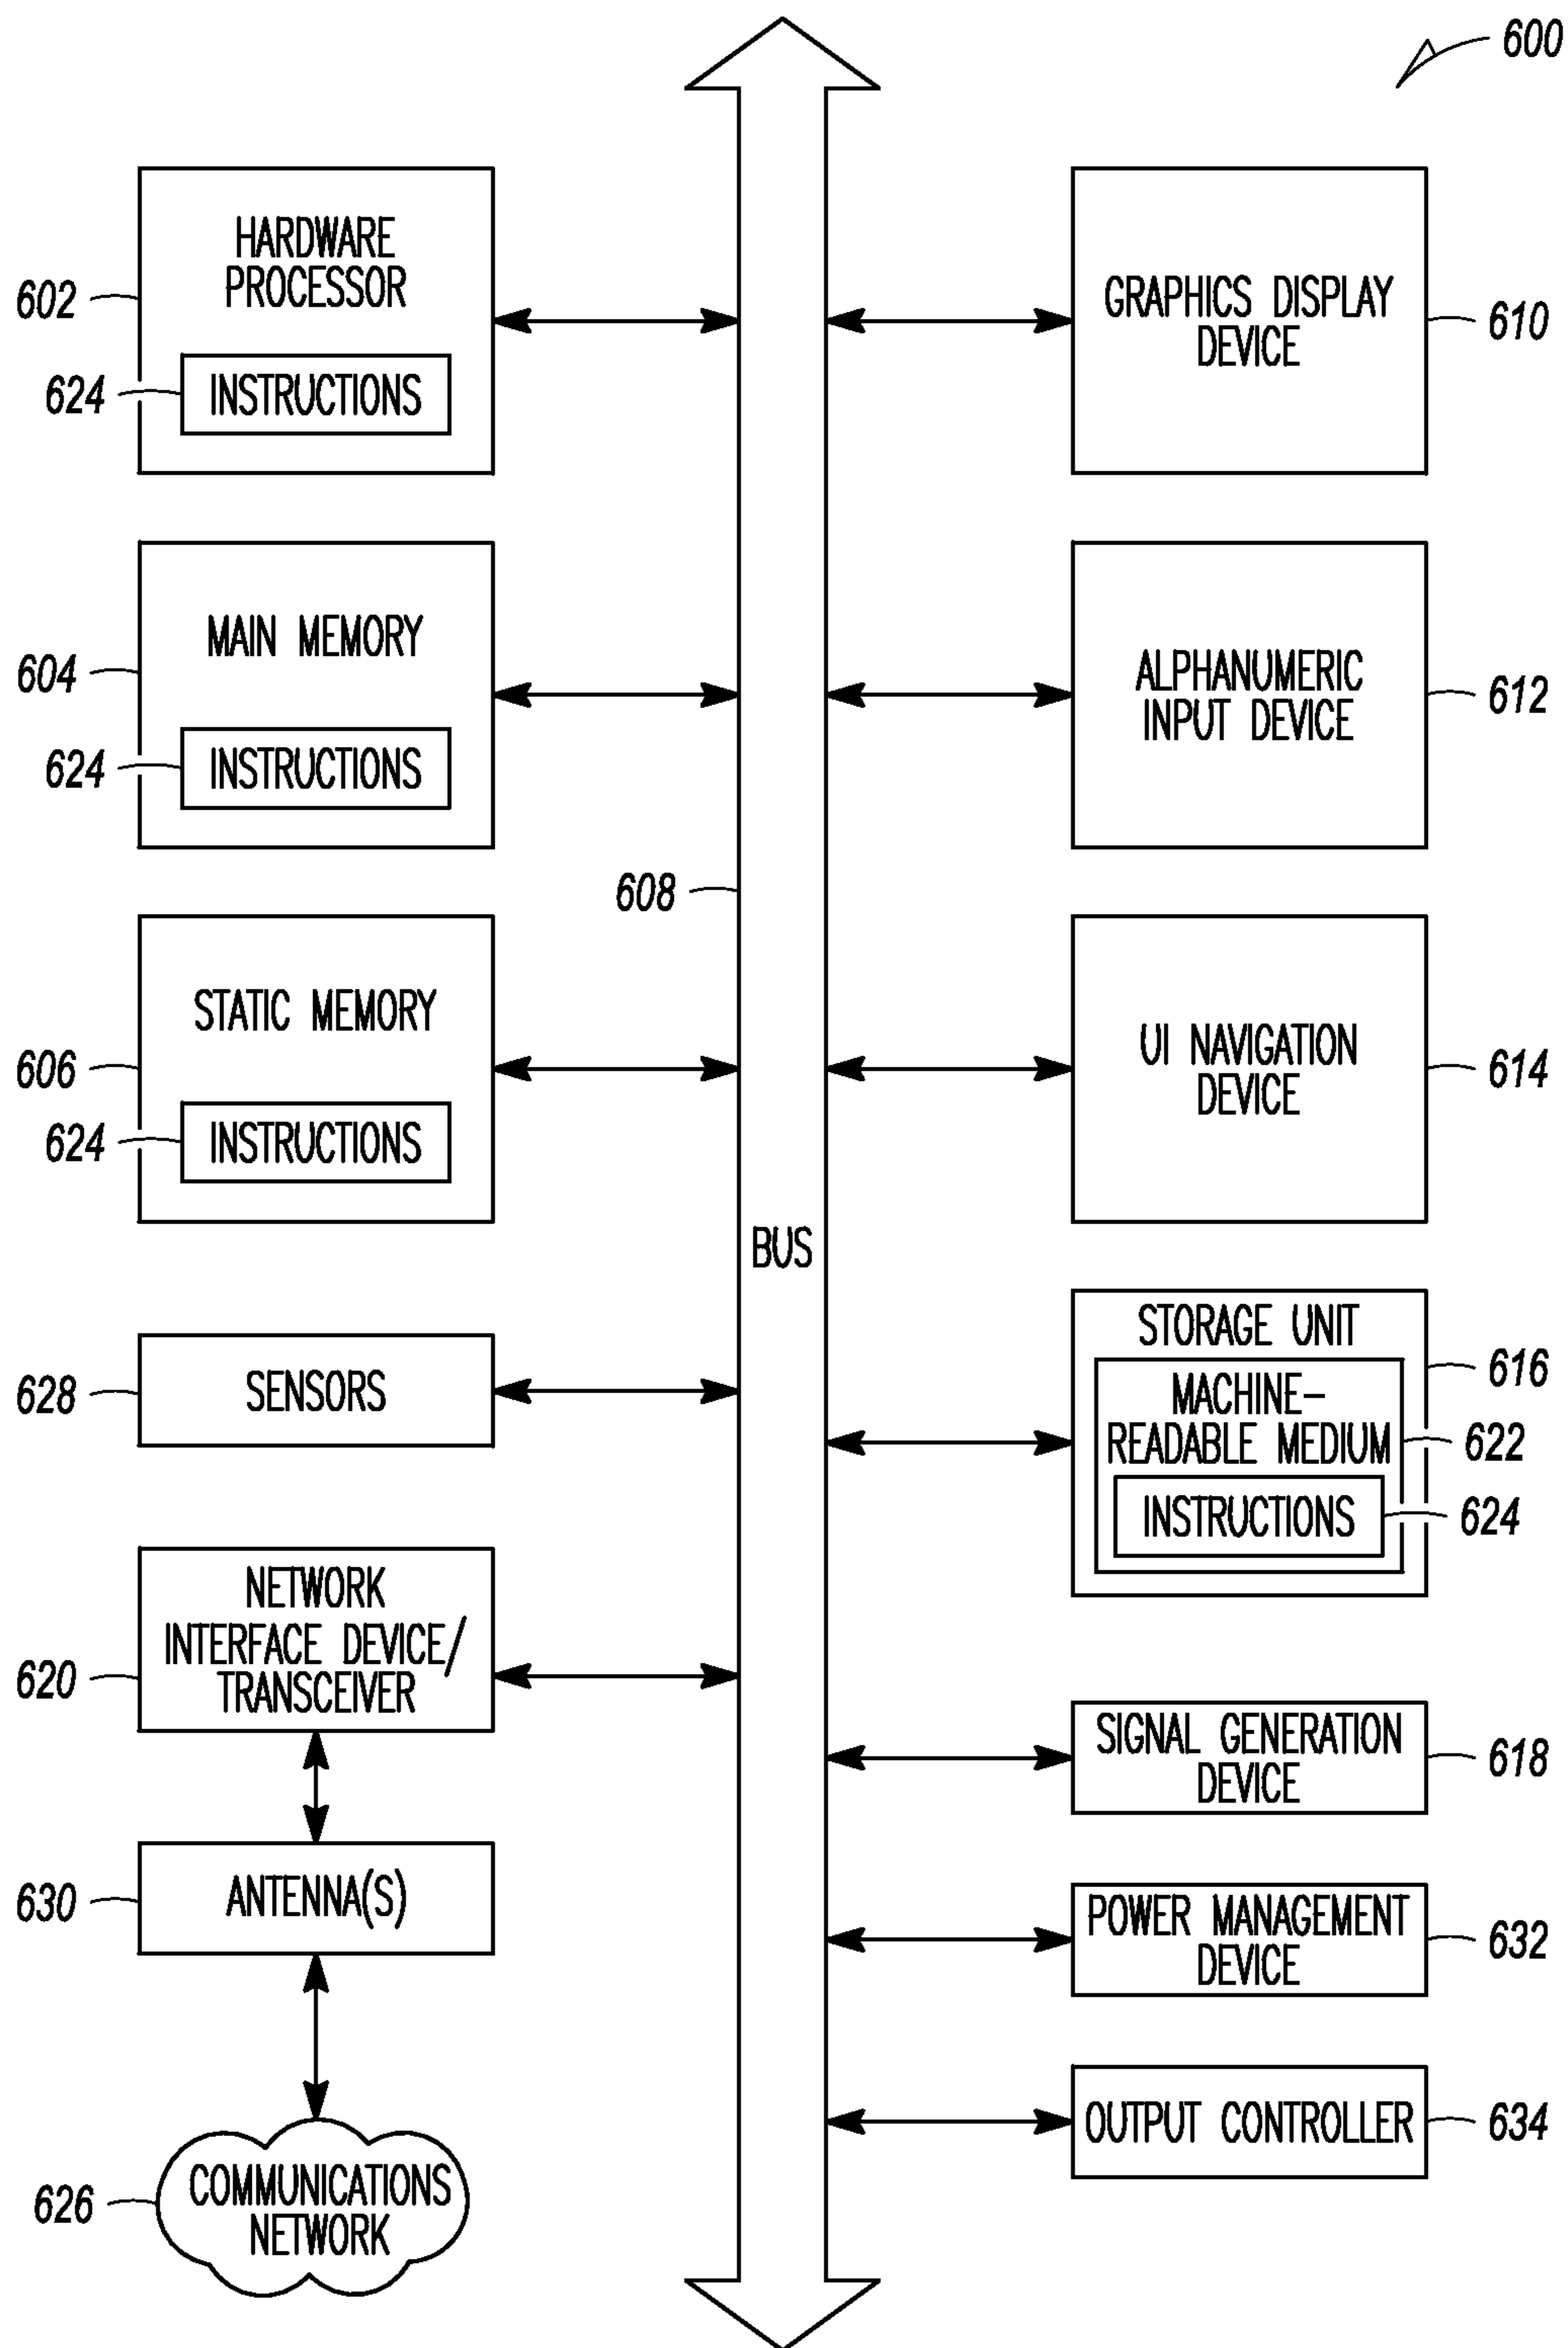 600
HARDWARE
PROCESSOR
602
624
INSTRUCTIONS
MAIN MEMORY
604
624
INSTRUCTIONS
STATIC MEMORY
606
624
INSTRUCTIONS
628
SENSORS
NETWORK
INTERFACE DEVICE/
TRANSCEIVER
620
630
ANTENNA(S)
626
COMMUNICATIONS
NETWORK
608
BUS
GRAPHICS DISPLAY
DEVICE
610
ALPHANUMERIC
INPUT DEVICE
612
UI NAVIGATION
DEVICE
614
STORAGE UNIT
616
MACHINE-
READABLE MEDIUM
622
INSTRUCTIONS
624
SIGNAL GENERATION
DEVICE
618
POWER MANAGEMENT
DEVICE
632
OUTPUT CONTROLLER
634